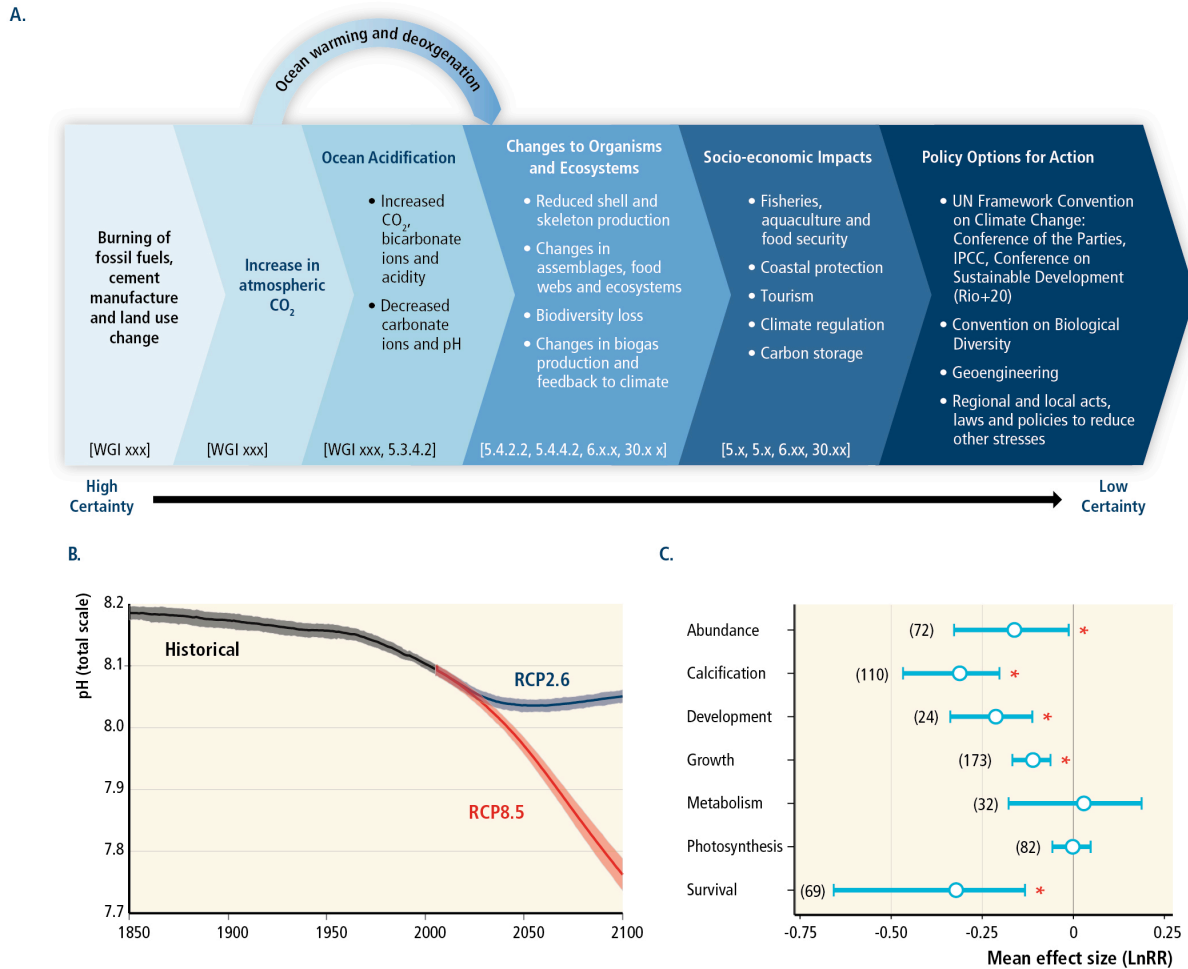 A.
Ocean warming and deoxgenation
Burning of
fossil fuels,
cement
manufacture
and land use
change
[WGI xxx]
Increase in
atmospheric
CO₂
[WGI xxx]
Ocean Acidification
• Increased
CO₂,
bicarbonate
ions and
acidity
• Decreased
carbonate
ions and pH
[WGI xxx, 5.3.4.2]
Changes to Organisms
and Ecosystems
• Reduced shell and
skeleton production
• Changes in
assemblages, food
webs and ecosystems
• Biodiversity loss
• Changes in biogas
production and
feedback to climate
[5.4.2.2, 5.4.4.2, 6.x.x, 30.x x]
Socio-economic Impacts
• Fisheries,
aquaculture and
food security
• Coastal protection
• Tourism
• Climate regulation
• Carbon storage
[5.x, 5.x, 6.xx, 30.xx]
Policy Options for Action
• UN Framework Convention
on Climate Change:
Conference of the Parties,
IPCC, Conference on
Sustainable Development
(Rio+20)
• Convention on Biological
Diversity
• Geoengineering
• Regional and local acts,
laws and policies to reduce
other stresses
High
Certainty
Low
Certainty
B.
pH (total scale)
8.2
8.1
8.0
7.9
7.8
7.7
Historical
RCP2.6
RCP8.5
1850
1900
1950
2000
2050
2100
C.
Abundance (72) *
Calcification (110) *
Development (24) *
Growth (173) *
Metabolism (32)
Photosynthesis (82)
Survival (69) *
-0.75
-0.50
-0.25
0
0.25
Mean effect size (LnRR)